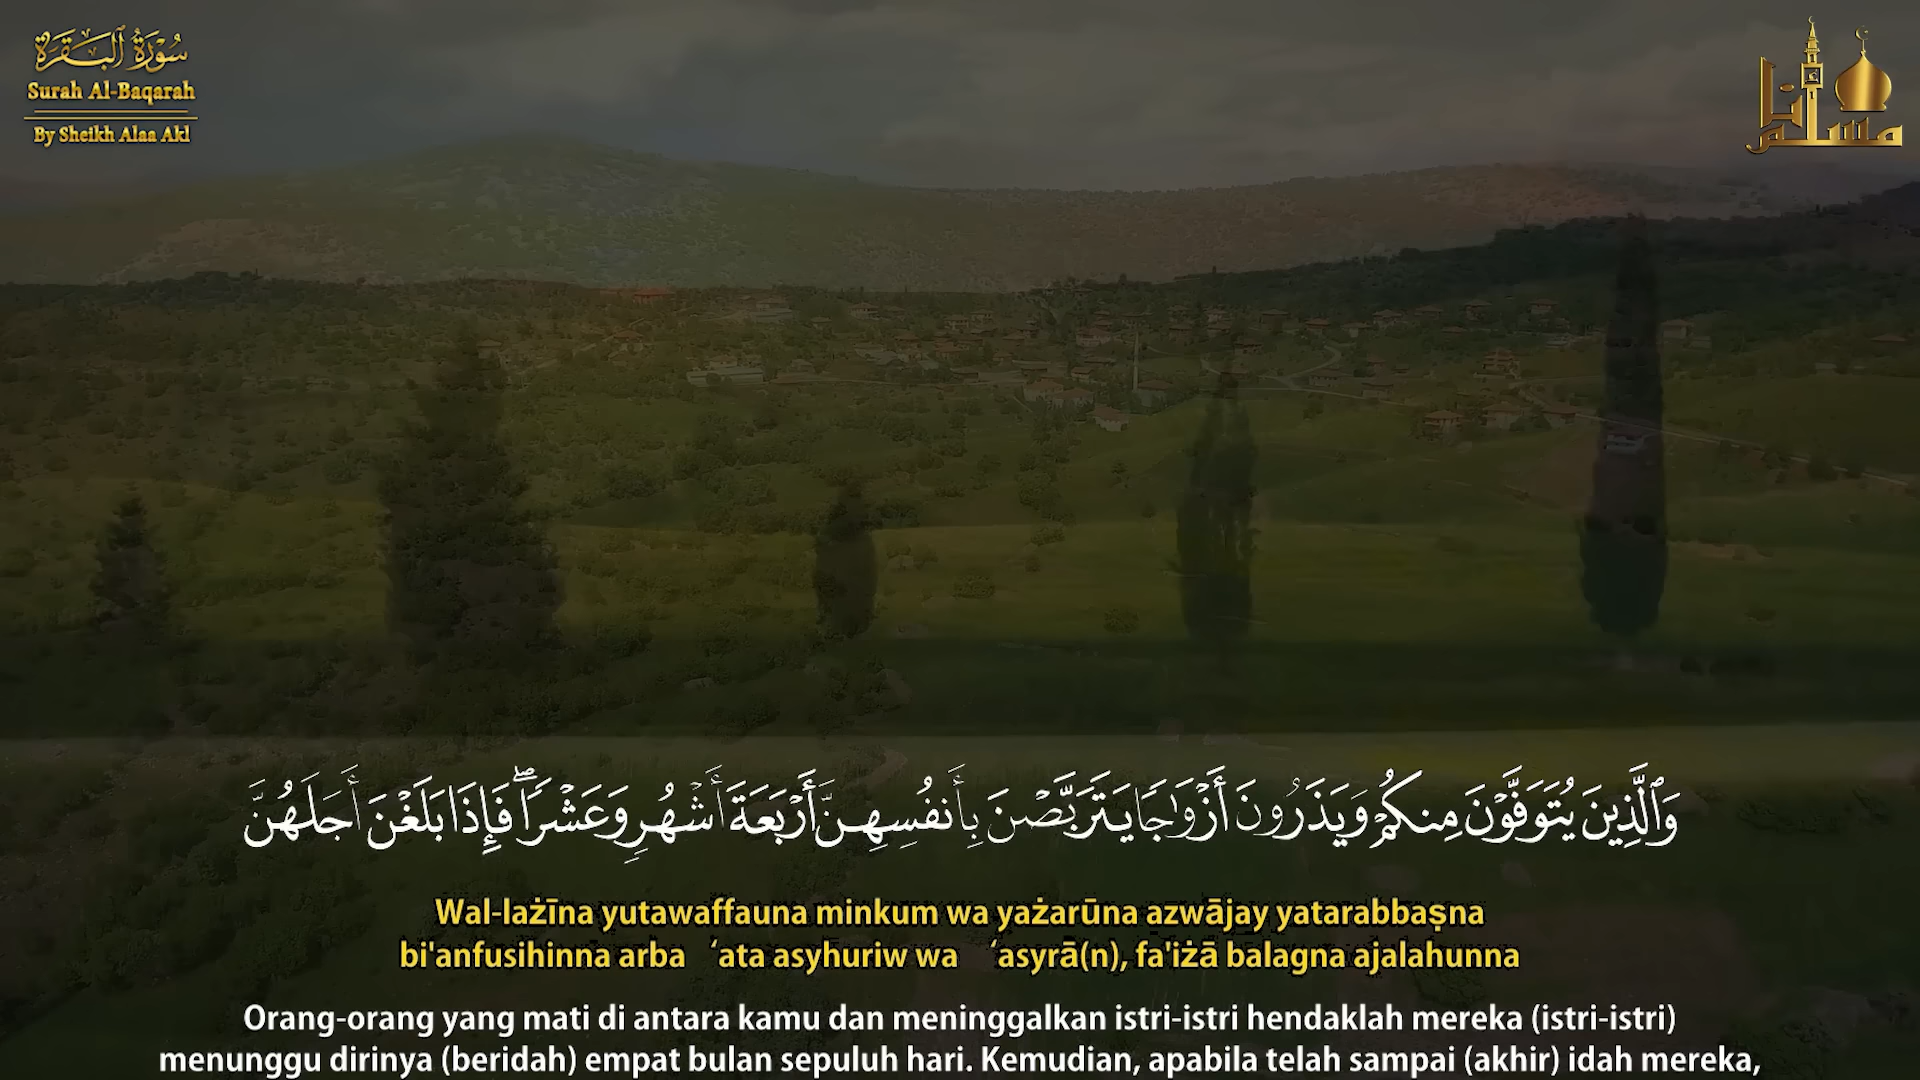 سُورَةُ ٱلْبَقَرَةِ
Surah Al-Baqarah
By Sheikh Alaa Akl
أنا
مسلم
وَٱلَّذِينَ يُتَوَفَّوْنَ مِنكُمْ وَيَذَرُونَ أَزْوَٰجًا يَتَرَبَّصْنَ بِأَنفُسِهِنَّ أَرْبَعَةَ أَشْهُرٍ وَعَشْرًا ۖ فَإِذَا بَلَغْنَ أَجَلَهُنَّ
Wal-lażīna yutawaffauna minkum wa yażarūna azwājay yatarabbaṣna
bi'anfusihinna arba ‘ata asyhuriw wa ‘asyrā(n), fa'iżā balagna ajalahunna
Orang-orang yang mati di antara kamu dan meninggalkan istri-istri hendaklah mereka (istri-istri)
menunggu dirinya (beridah) empat bulan sepuluh hari. Kemudian, apabila telah sampai (akhir) idah mereka,